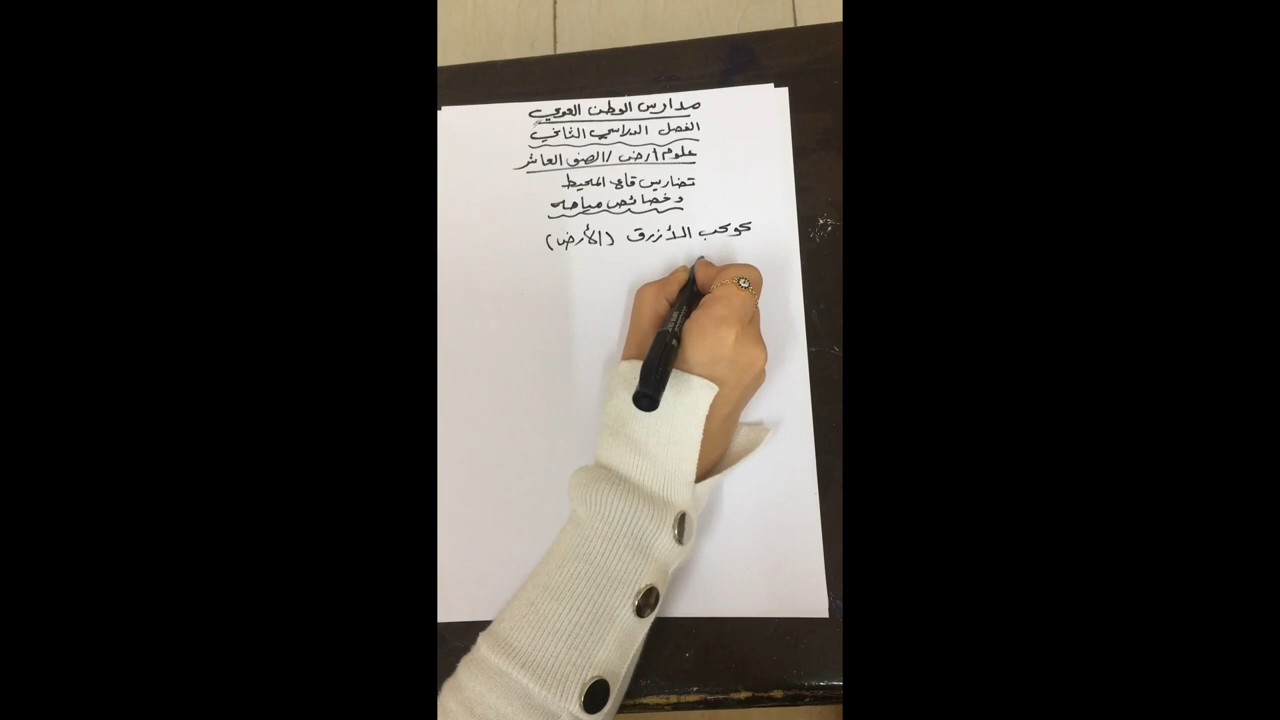 مدارس الوطن العربي
الفصل الدراسي الثاني
علوم أرض / الصف العاشر
تضاريس قاع المحيط
وخصائص مياهه
كوكب الأزرق (الأرض)